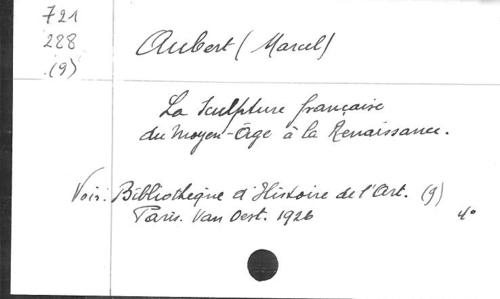 721
288
(9)
Aubert (Marcel)
La Sculpture française
du Moyen-Âge à la Renaissance.
Voir: Bibliothèque d'Histoire de l'Art. (9)
Paris. Van Oest. 1926 4°